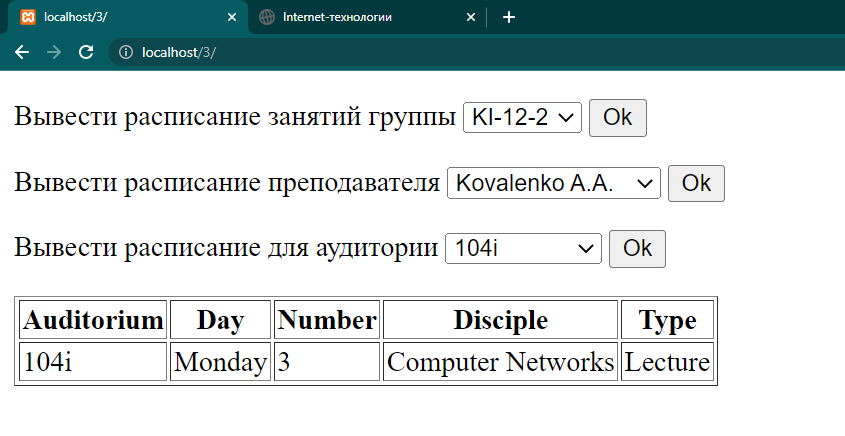 localhost/3/
Internet-технологии
localhost/3/
Вывести расписание занятий группы KI-12-2 Ok
Вывести расписание преподавателя Kovalenko A.A. Ok
Вывести расписание для аудитории 104i Ok
Auditorium Day Number Disciple Type
104i Monday 3 Computer Networks Lecture